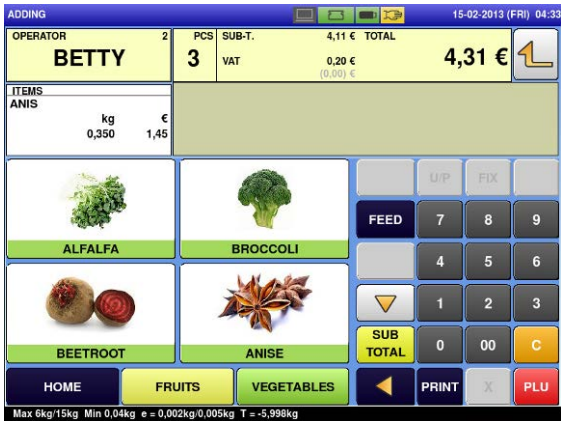 ADDING 15-02-2013 (FRI) 04:33
OPERATOR 2 PCS SUB-T. 4,11 € TOTAL
BETTY 3 VAT 0,20 € 4,31 €
(0,00) €
ITEMS
ANIS
kg €
0,350 1,45
U/P FIX
FEED 7 8 9
ALFALFA BROCCOLI
4 5 6
1 2 3
SUB TOTAL 0 00 C
BEETROOT ANISE
HOME FRUITS VEGETABLES PRINT X PLU
Max 6kg/15kg Min 0,04kg e = 0,002kg/0,005kg T = -5,998kg